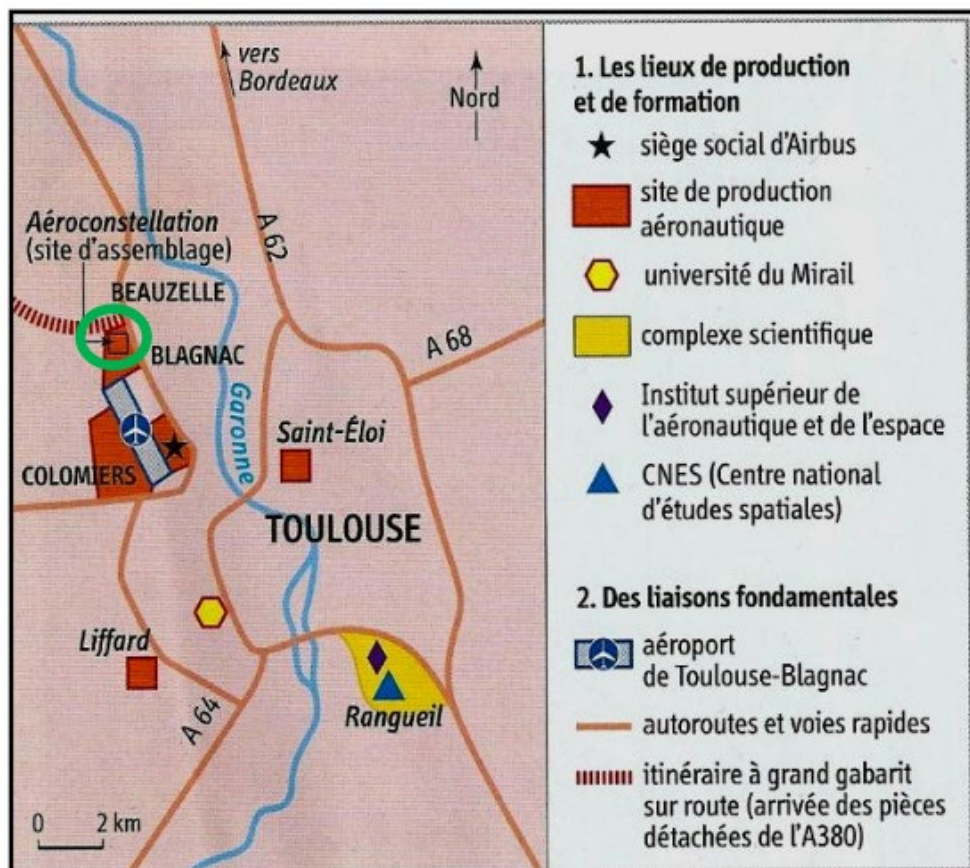 vers
Bordeaux
Nord
A 62
Aéroconstellation
(site d'assemblage)
BEAUZELLE
BLAGNAC
A 68
Garonne
Saint-Éloi
COLOMIERS
TOULOUSE
Liffard
A 64
Rangueil
0 2 km
1. Les lieux de production
et de formation
siège social d'Airbus
site de production
aéronautique
université du Mirail
complexe scientifique
Institut supérieur de
l'aéronautique et de l'espace
CNES (Centre national
d'études spatiales)
2. Des liaisons fondamentales
aéroport
de Toulouse-Blagnac
autoroutes et voies rapides
itinéraire à grand gabarit
sur route (arrivée des pièces
détachées de l'A380)